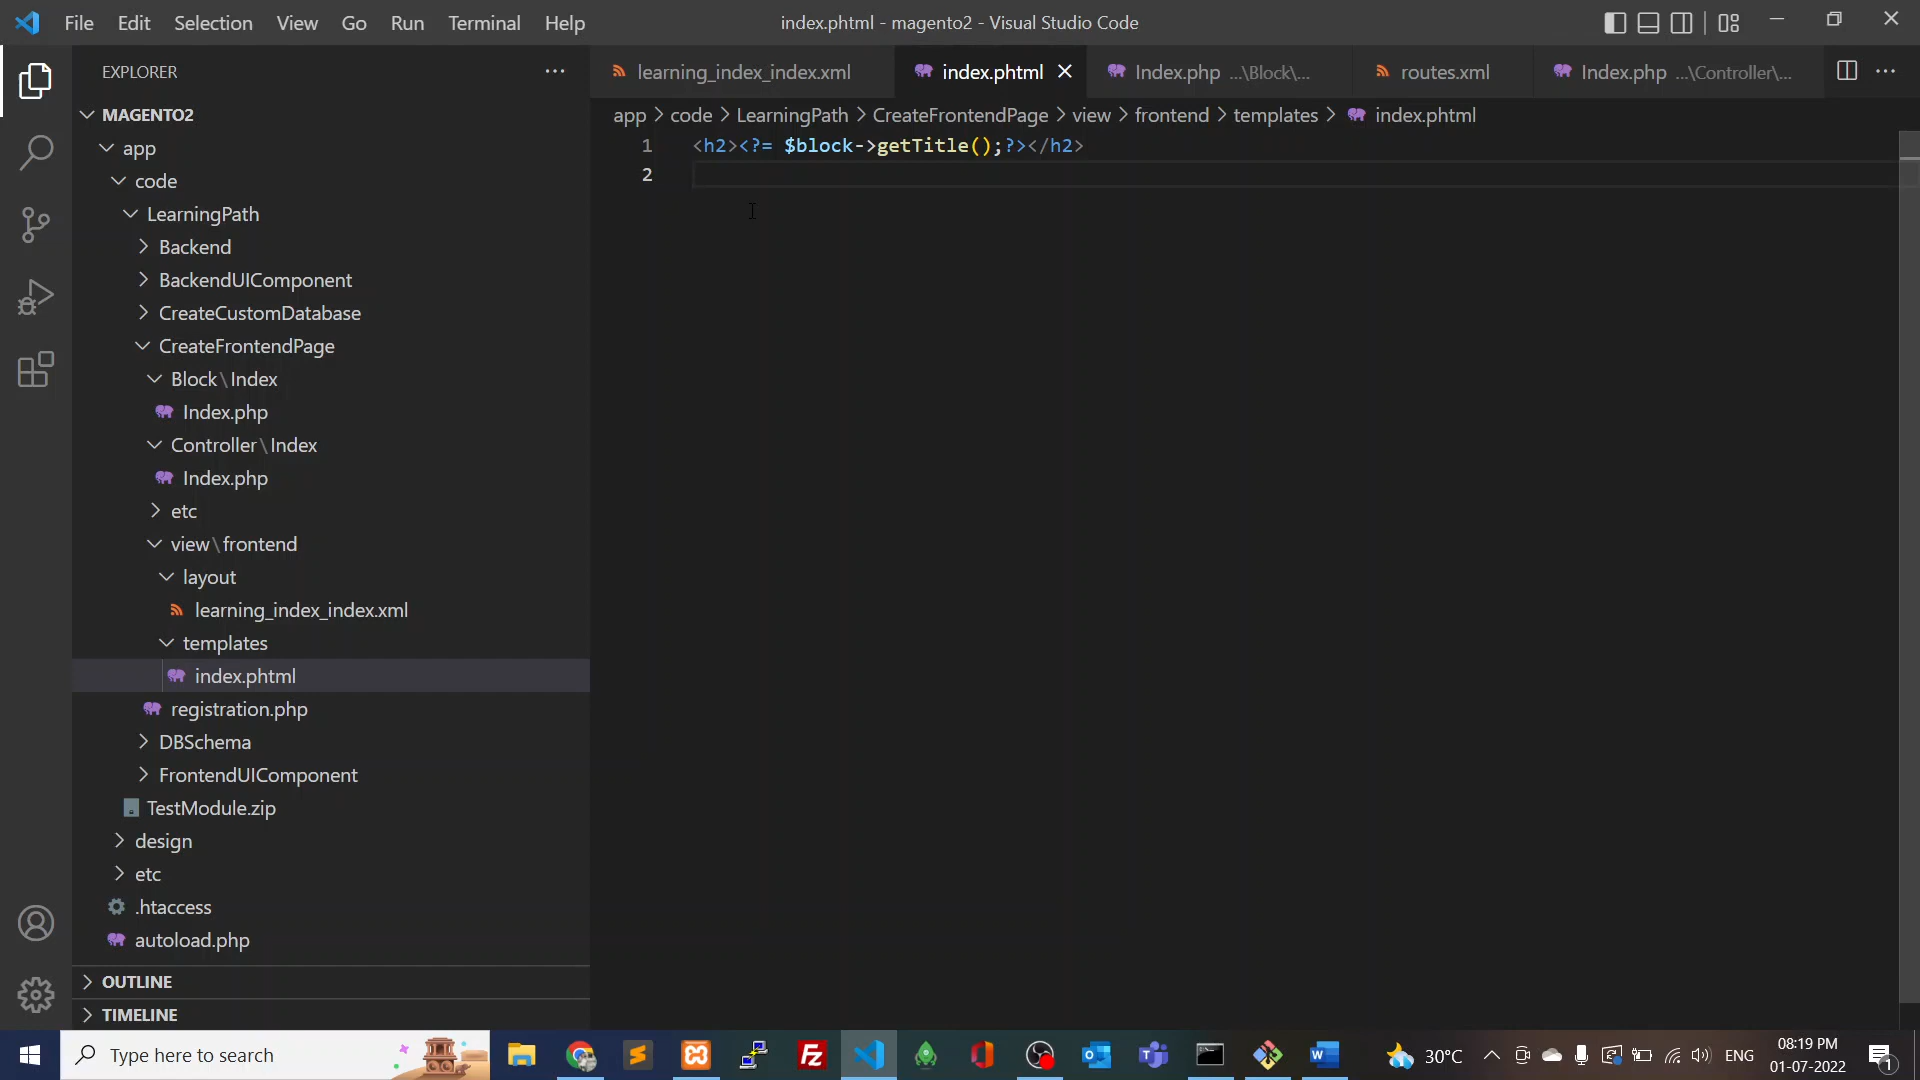 File Edit Selection View Go Run Terminal Help
index.phtml - magento2 - Visual Studio Code
EXPLORER
MAGENTO2
app
code
LearningPath
Backend
BackendUIComponent
CreateCustomDatabase
CreateFrontendPage
Block\Index
Index.php
Controller\Index
Index.php
etc
view\frontend
layout
learning_index_index.xml
templates
index.phtml
registration.php
DBSchema
FrontendUIComponent
TestModule.zip
design
etc
.htaccess
autoload.php
OUTLINE
TIMELINE
learning_index_index.xml index.phtml Index.php ...\Block\... routes.xml Index.php ...\Controller\...
app > code > LearningPath > CreateFrontendPage > view > frontend > templates > index.phtml
1 <h2><?= $block->getTitle();?></h2>
2
Type here to search
30°C
ENG
08:19 PM
01-07-2022
1